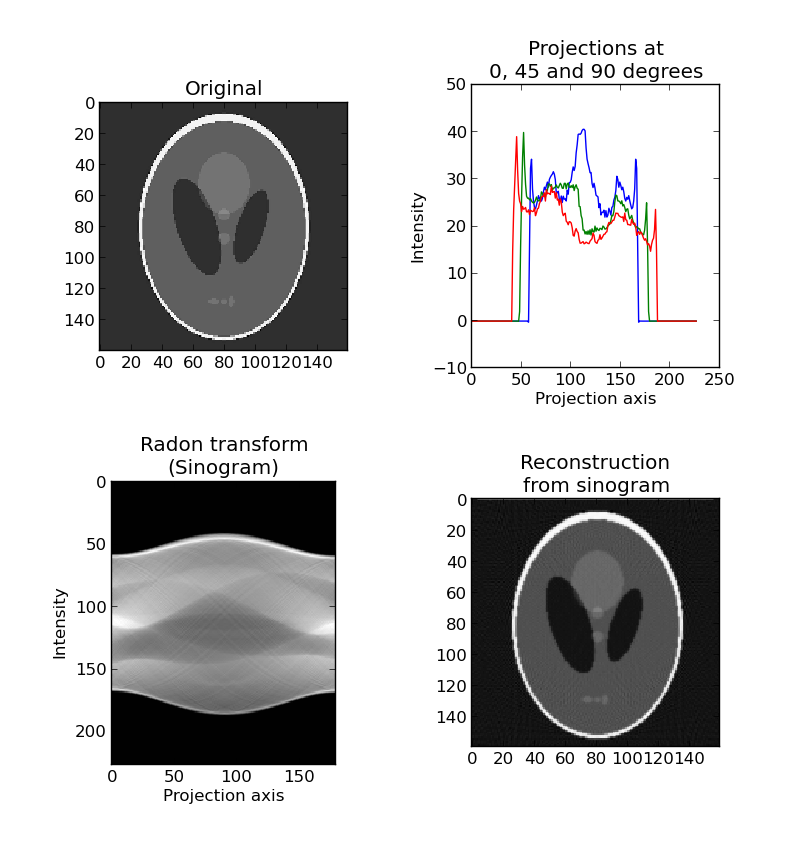 Original
0
20
40
60
80
100
120
140
0 20 40 60 80 100120140
Projections at
0, 45 and 90 degrees
50
40
30
20
10
0
−10
Intensity
0 50 100 150 200 250
Projection axis
Radon transform
(Sinogram)
0
50
100
150
200
Intensity
0 50 100 150
Projection axis
Reconstruction
from sinogram
0
20
40
60
80
100
120
140
0 20 40 60 80 100120140